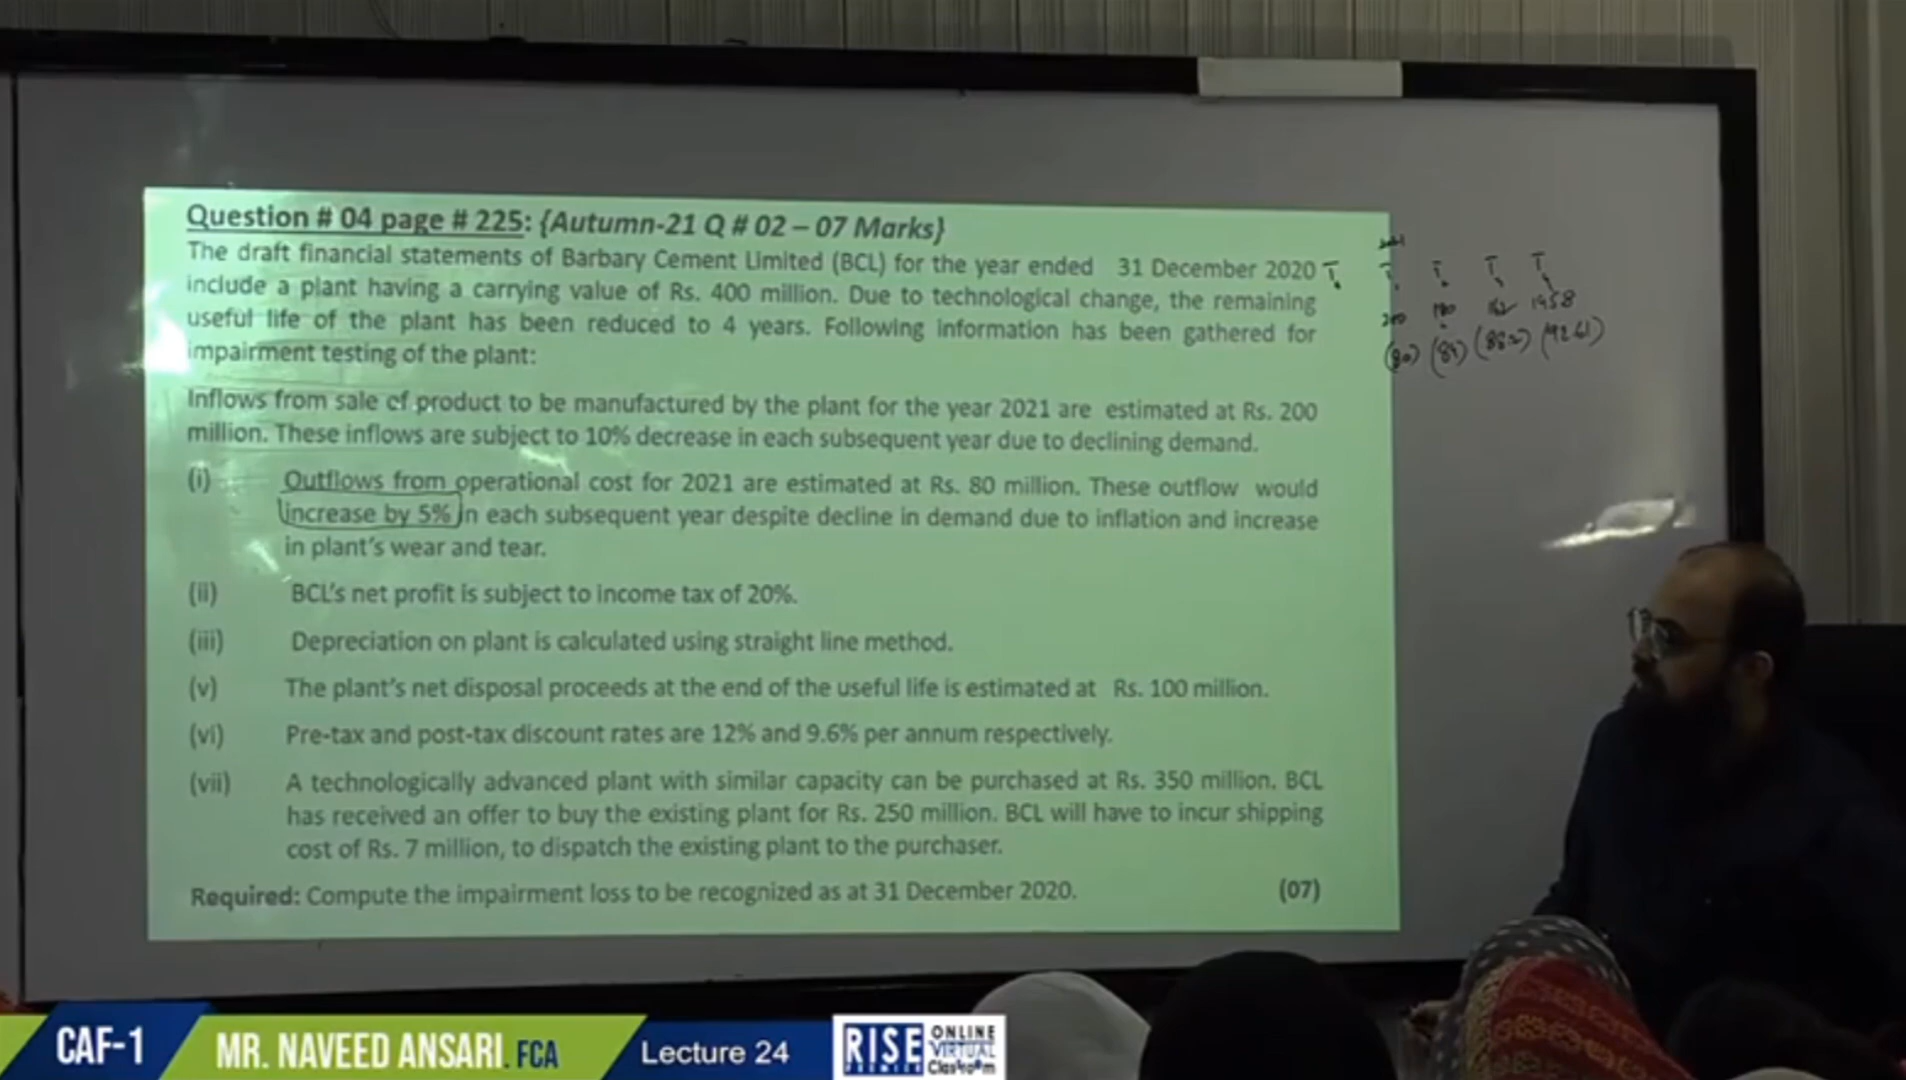 Question # 04 page # 225: {Autumn-21 Q # 02 – 07 Marks}
The draft financial statements of Barbary Cement Limited (BCL) for the year ended 31 December 2020
include a plant having a carrying value of Rs. 400 million. Due to technological change, the remaining
useful life of the plant has been reduced to 4 years. Following information has been gathered for
impairment testing of the plant:
Inflows from sale of product to be manufactured by the plant for the year 2021 are estimated at Rs. 200
million. These inflows are subject to 10% decrease in each subsequent year due to declining demand.
(i) Outflows from operational cost for 2021 are estimated at Rs. 80 million. These outflow would
increase by 5% in each subsequent year despite decline in demand due to inflation and increase
in plant's wear and tear.
(ii) BCL's net profit is subject to income tax of 20%.
(iii) Depreciation on plant is calculated using straight line method.
(v) The plant's net disposal proceeds at the end of the useful life is estimated at Rs. 100 million.
(vi) Pre-tax and post-tax discount rates are 12% and 9.6% per annum respectively.
(vii) A technologically advanced plant with similar capacity can be purchased at Rs. 350 million. BCL
has received an offer to buy the existing plant for Rs. 250 million. BCL will have to incur shipping
cost of Rs. 7 million, to dispatch the existing plant to the purchaser.
Required: Compute the impairment loss to be recognized as at 31 December 2020. (07)
2021
200 180 162
(80) (84) (88.2) (92.61)
CAF-1
MR. NAVEED ANSARI. FCA
Lecture 24
RISE
PREMIER
ONLINE
VIRTUAL
Classroom